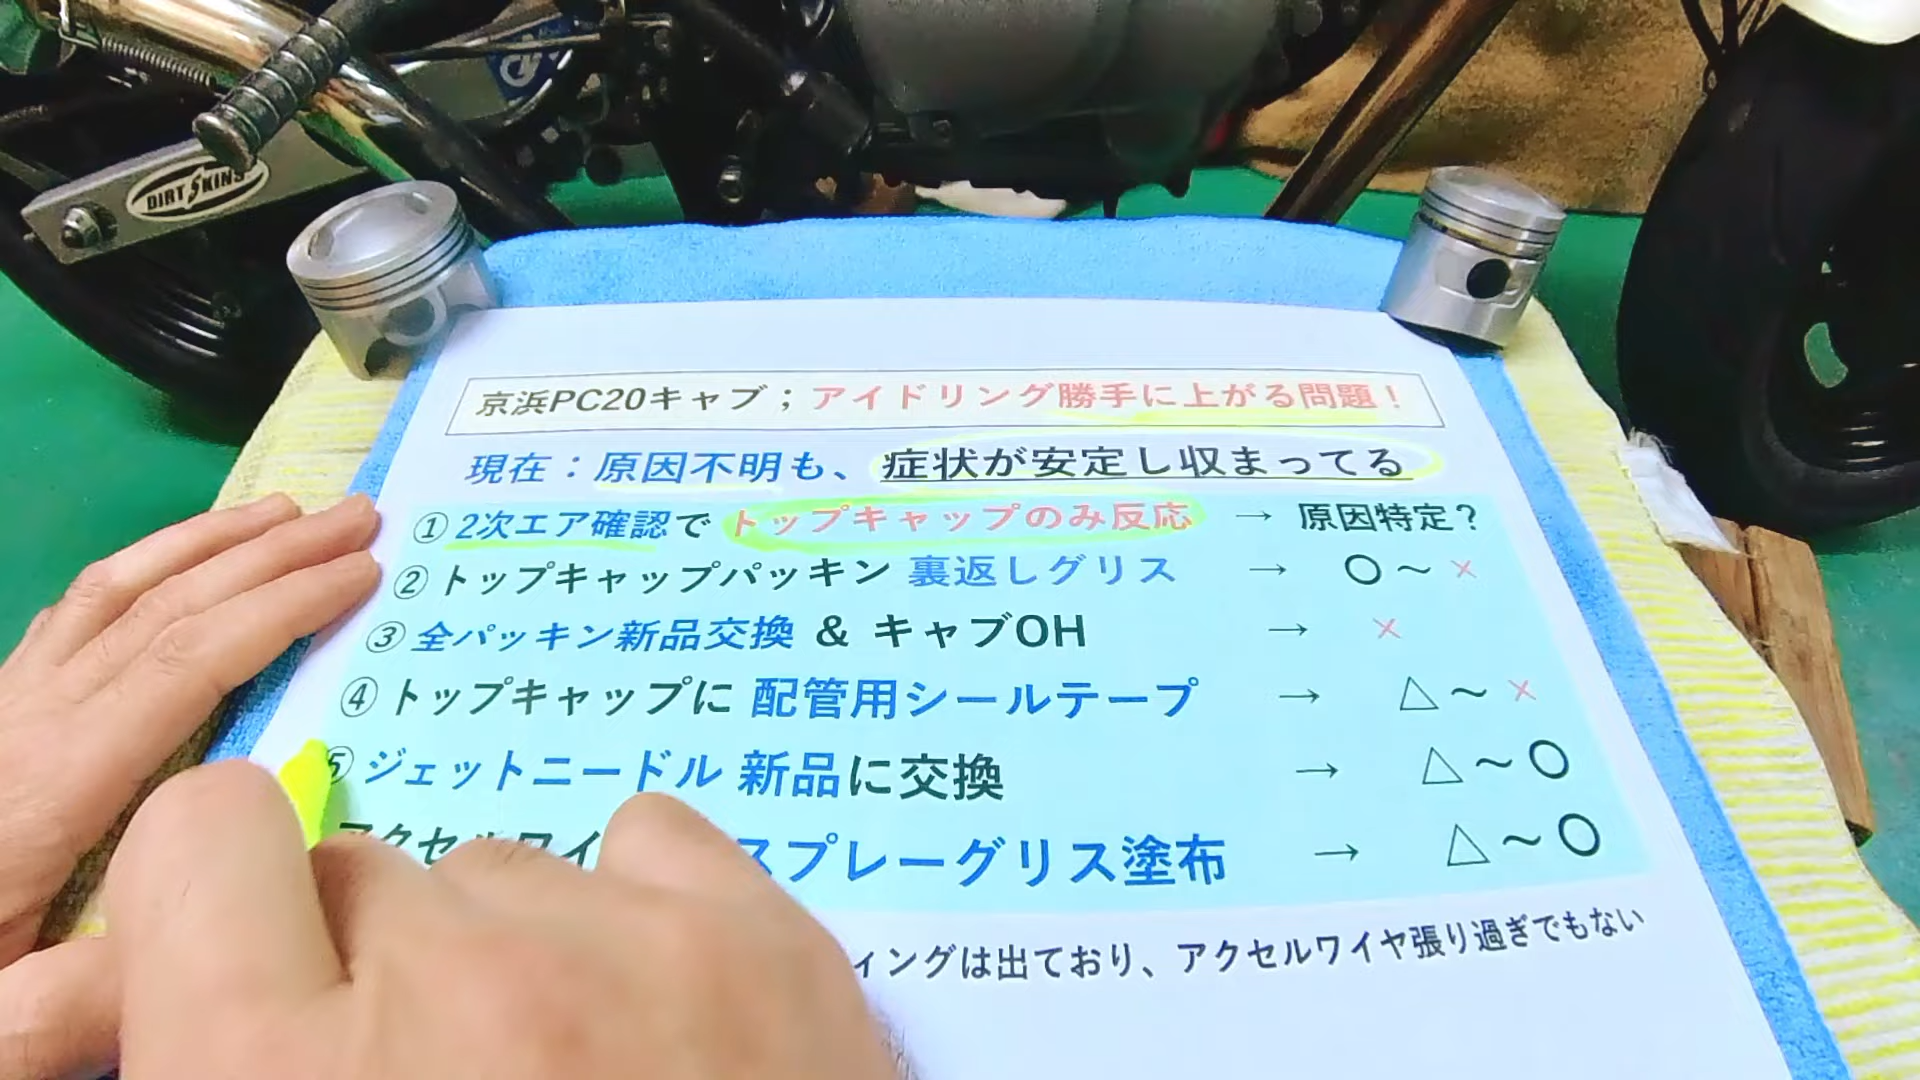 DIRT SKINS
京浜PC20キャブ；アイドリング勝手に上がる問題！
現在：原因不明も、症状が安定し収まってる
① 2次エア確認で トップキャップのみ反応 → 原因特定？
② トップキャップパッキン 裏返しグリス → 〇～×
③ 全パッキン新品交換 & キャブOH → ×
④ トップキャップに 配管用シールテープ → △～×
⑤ ジェットニードル 新品に交換 → △～〇
アクセルワイ スプレーグリス塗布 → △～〇
ィングは出ており、アクセルワイヤ張り過ぎでもない